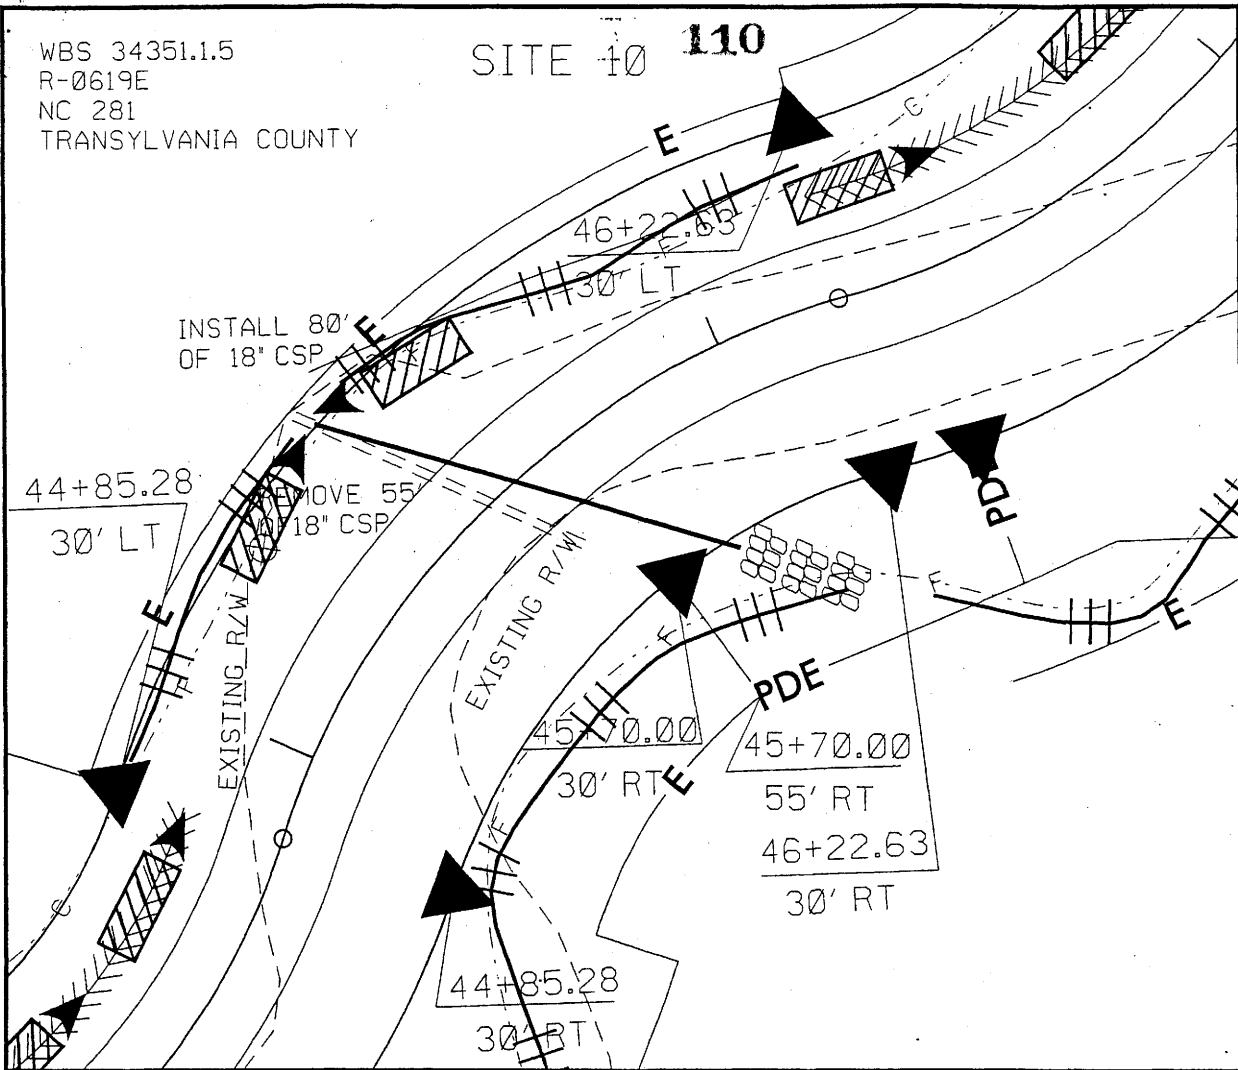 WBS 34351.1.5
R-0619E
NC 281
TRANSYLVANIA COUNTY
SITE 10
110
E
C
46+22.63
30' LT
F
INSTALL 80'
OF 18" CSP
E
44+85.28
30' LT
REMOVE 55'
OF 18" CSP
EXISTING R/W
EXISTING R/W
E
F
PDE
F
E
F
PDE
45+70.00
30' RT
E
45+70.00
55' RT
46+22.63
30' RT
F
C
44+85.28
30' RT